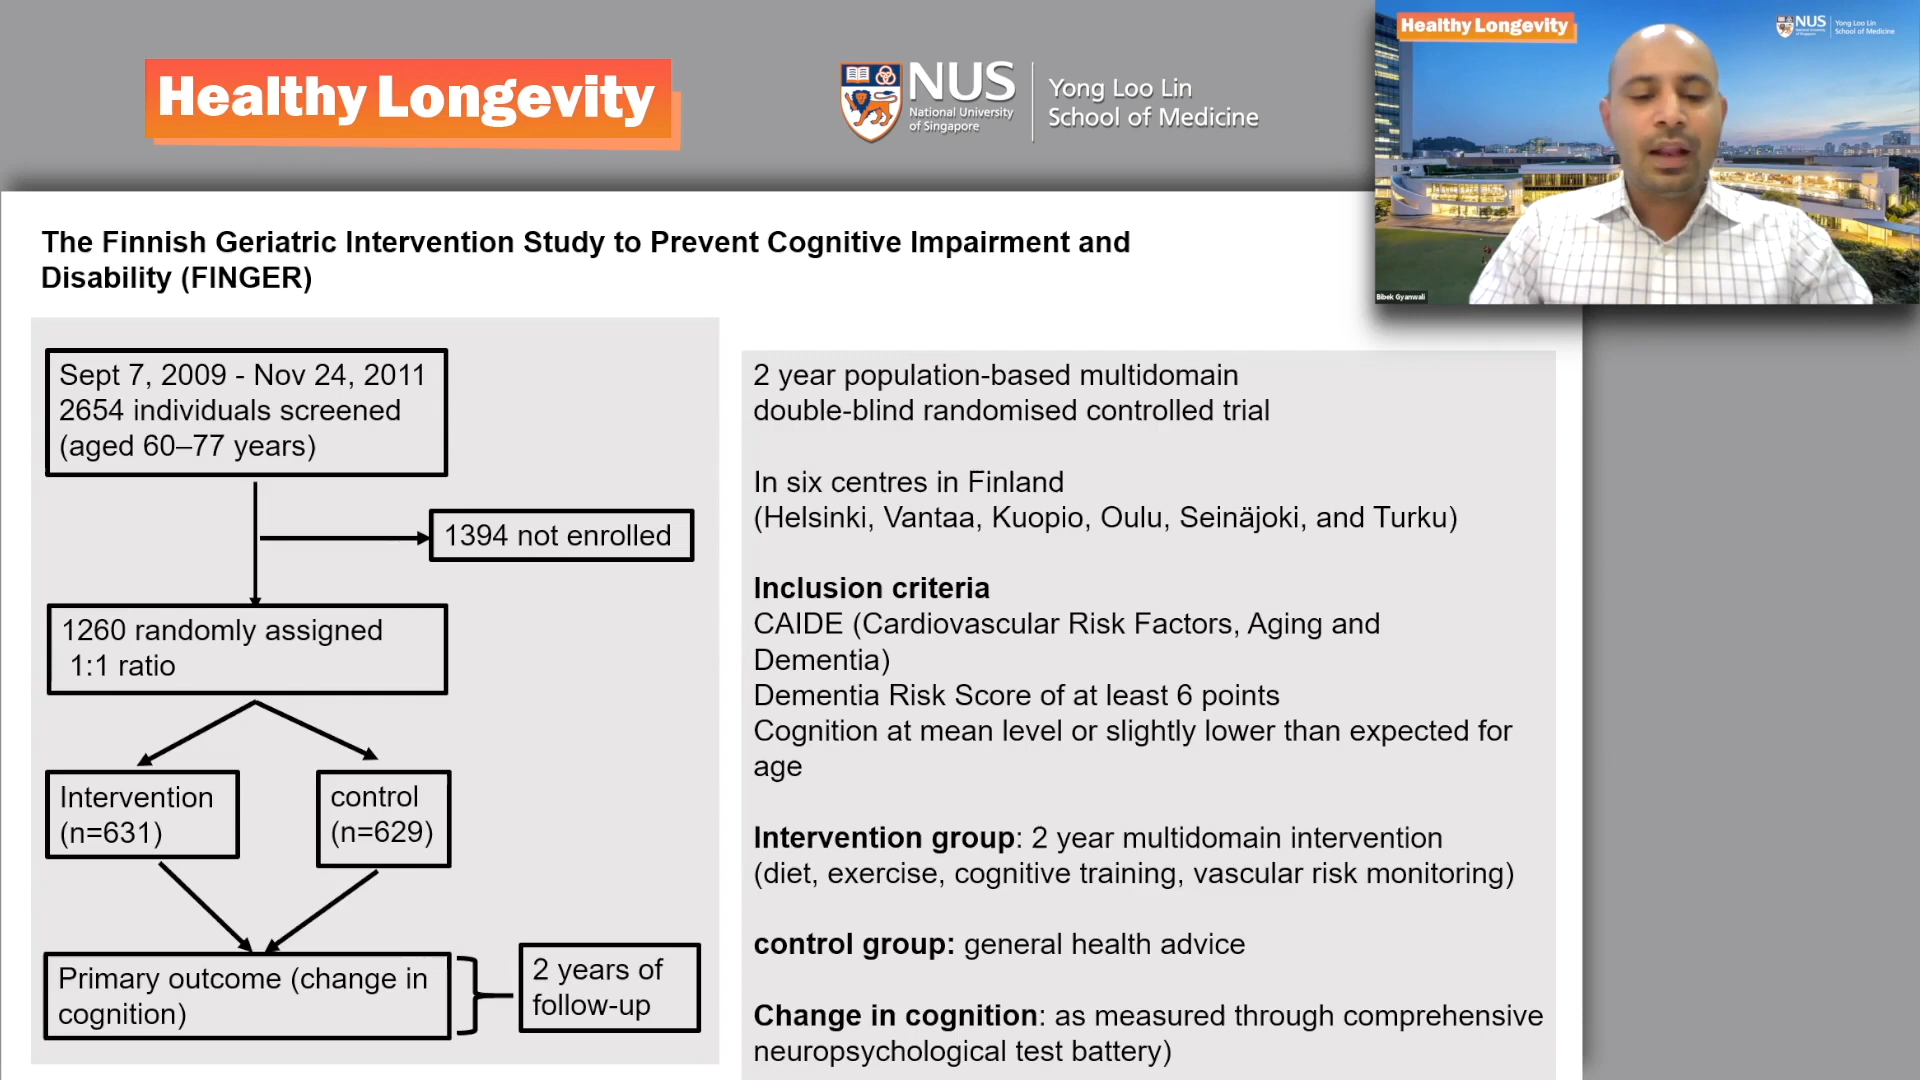 Healthy Longevity
NUS
National University
of Singapore
Yong Loo Lin
School of Medicine
Healthy Longevity
NUS
National University
of Singapore
Yong Loo Lin
School of Medicine
Bibek Gyanwali
The Finnish Geriatric Intervention Study to Prevent Cognitive Impairment and
Disability (FINGER)
Sept 7, 2009 - Nov 24, 2011
2654 individuals screened
(aged 60–77 years)
1394 not enrolled
1260 randomly assigned
1:1 ratio
Intervention
(n=631)
control
(n=629)
Primary outcome (change in
cognition)
2 years of
follow-up
2 year population-based multidomain
double-blind randomised controlled trial
In six centres in Finland
(Helsinki, Vantaa, Kuopio, Oulu, Seinäjoki, and Turku)
Inclusion criteria
CAIDE (Cardiovascular Risk Factors, Aging and
Dementia)
Dementia Risk Score of at least 6 points
Cognition at mean level or slightly lower than expected for
age
Intervention group: 2 year multidomain intervention
(diet, exercise, cognitive training, vascular risk monitoring)
control group: general health advice
Change in cognition: as measured through comprehensive
neuropsychological test battery)